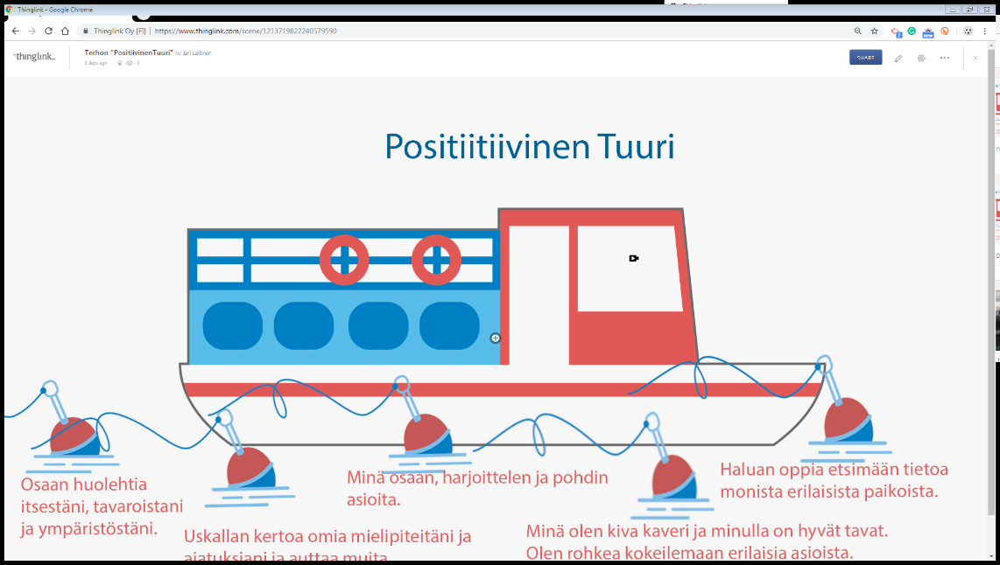 Thinglink - Google Chrome
Thinglink Oy [FI] | https://www.thinglink.com/scene/1213719822240579590
thinglink..
Terhon "PositiivinenTuuri" by Jari Laitinen
3 days ago 3
SHARE
Positiitiivinen Tuuri
Osaan huolehtia
itsestäni, tavaroistani
ja ympäristöstäni.
Uskallan kertoa omia mielipiteitäni ja
ajatuksiani ja auttaa muita
Minä osaan, harjoittelen ja pohdin
asioita.
Minä olen kiva kaveri ja minulla on hyvät tavat.
Olen rohkea kokeilemaan erilaisia asioista.
Haluan oppia etsimään tietoa
monista erilaisista paikoista.